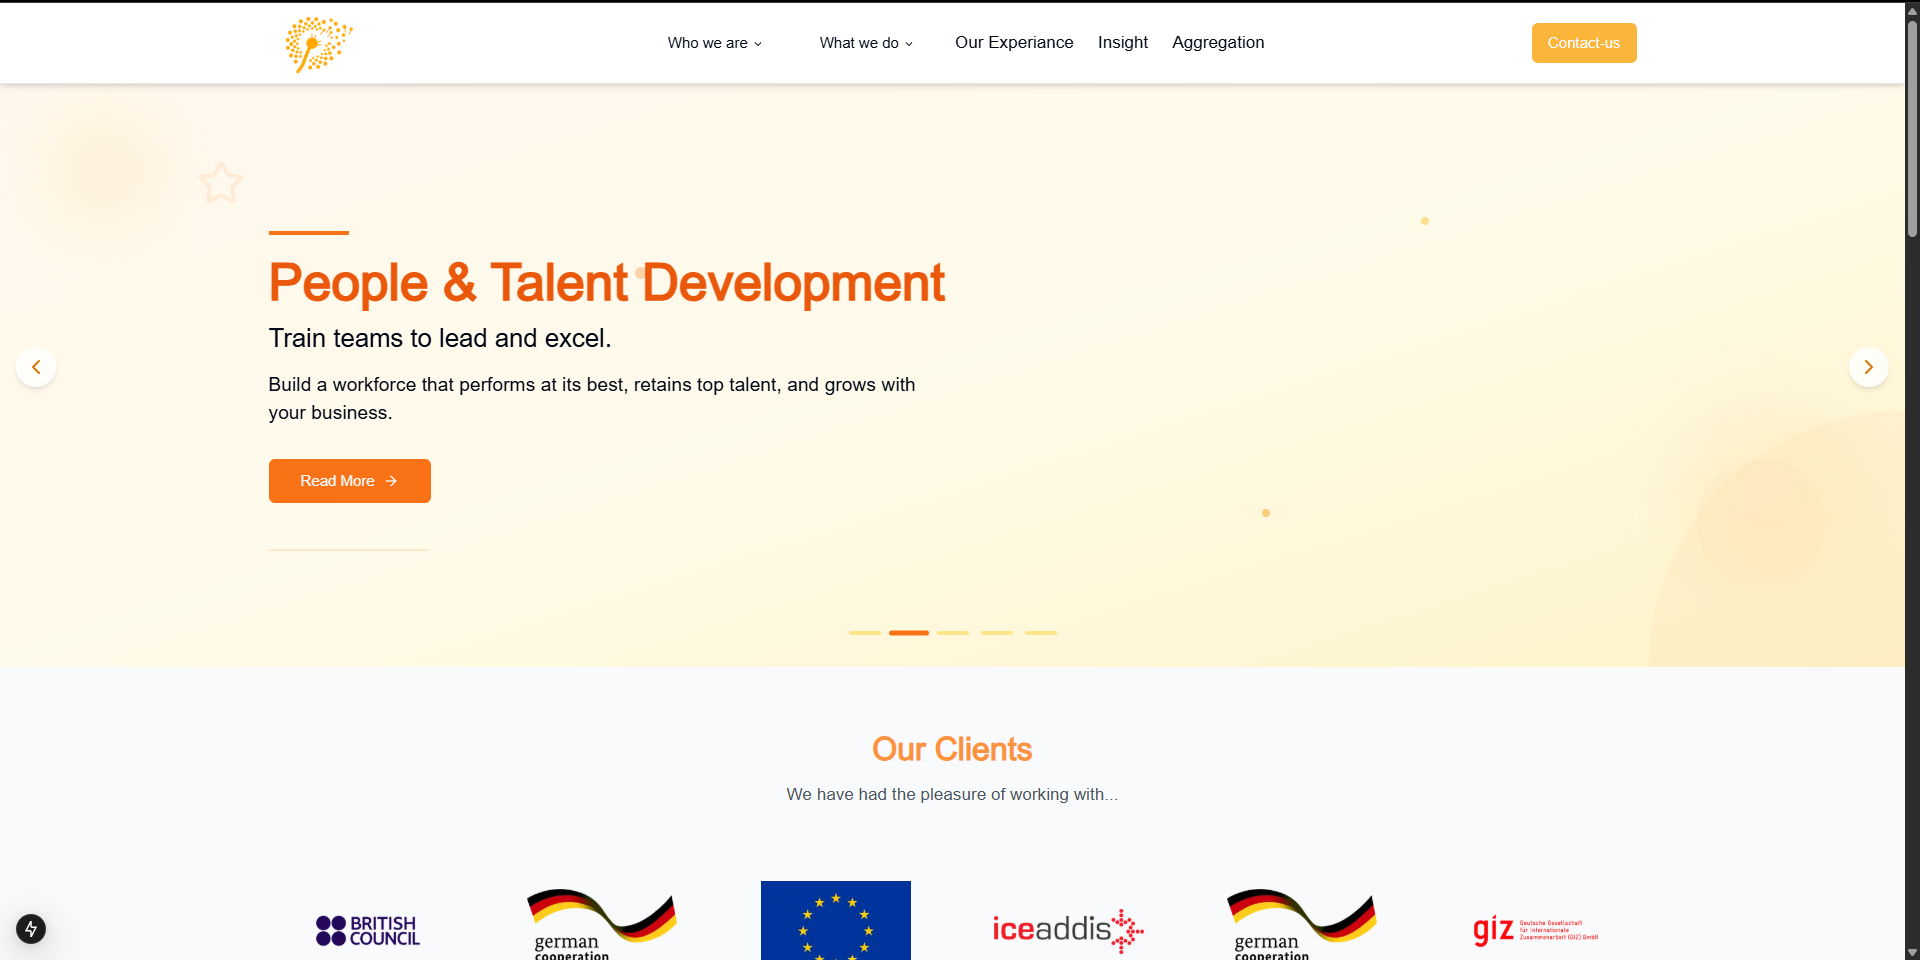 Who we are
What we do
Our Experiance
Insight
Aggregation
Contact-us
People & Talent Development
Train teams to lead and excel.
Build a workforce that performs at its best, retains top talent, and grows with
your business.
Read More
Our Clients
We have had the pleasure of working with...
BRITISH
COUNCIL
german
cooperation
iceaddis
german
cooperation
giz
Deutsche Gesellschaft
für Internationale
Zusammenarbeit (GIZ) GmbH